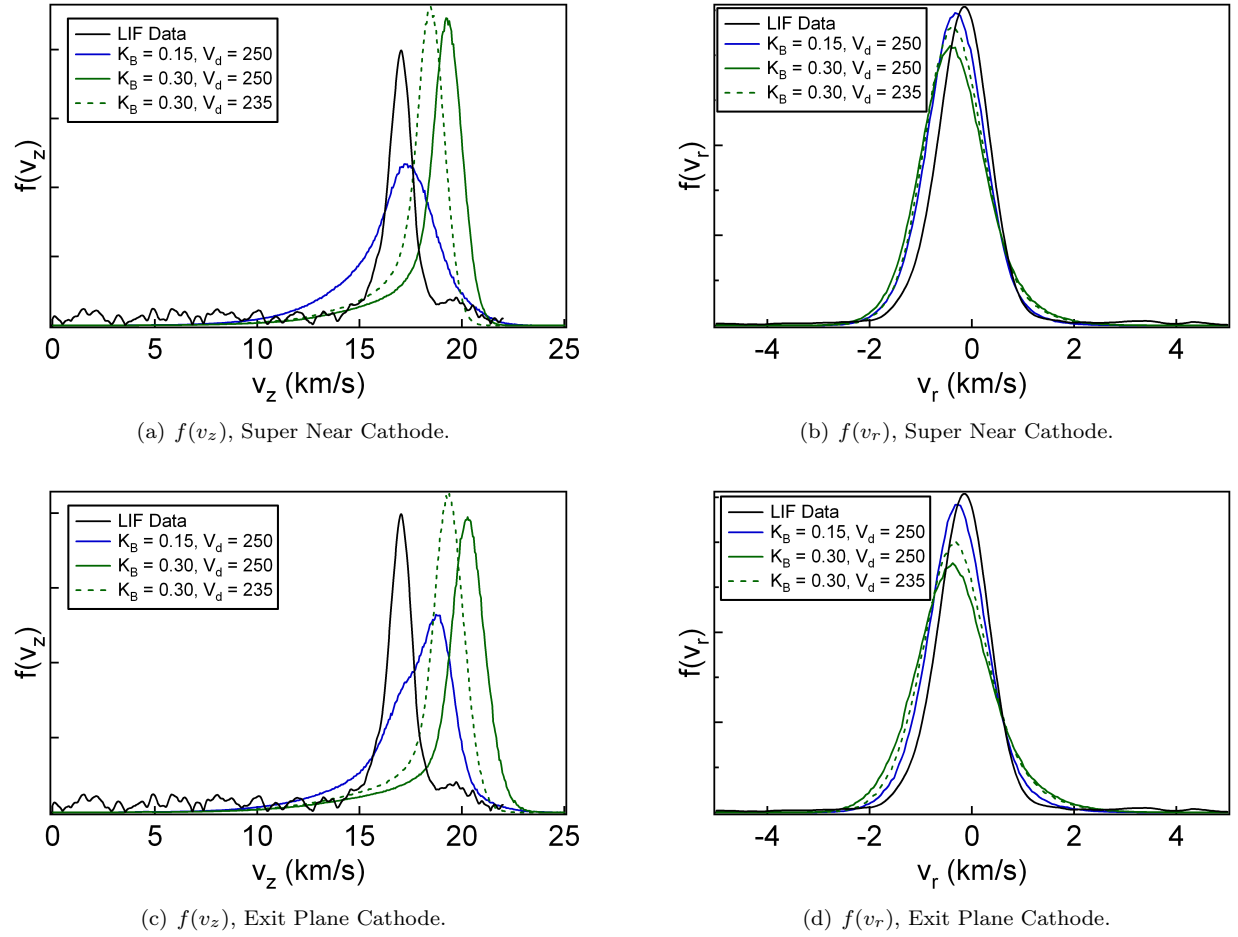 LIF Data
K_B = 0.15, V_d = 250
K_B = 0.30, V_d = 250
K_B = 0.30, V_d = 235
f(v_z)
0 5 10 15 20 25
v_z (km/s)
(a) f(v_z), Super Near Cathode.
LIF Data
K_B = 0.15, V_d = 250
K_B = 0.30, V_d = 250
K_B = 0.30, V_d = 235
f(v_r)
-4 -2 0 2 4
v_r (km/s)
(b) f(v_r), Super Near Cathode.
LIF Data
K_B = 0.15, V_d = 250
K_B = 0.30, V_d = 250
K_B = 0.30, V_d = 235
f(v_z)
0 5 10 15 20 25
v_z (km/s)
(c) f(v_z), Exit Plane Cathode.
LIF Data
K_B = 0.15, V_d = 250
K_B = 0.30, V_d = 250
K_B = 0.30, V_d = 235
f(v_r)
-4 -2 0 2 4
v_r (km/s)
(d) f(v_r), Exit Plane Cathode.